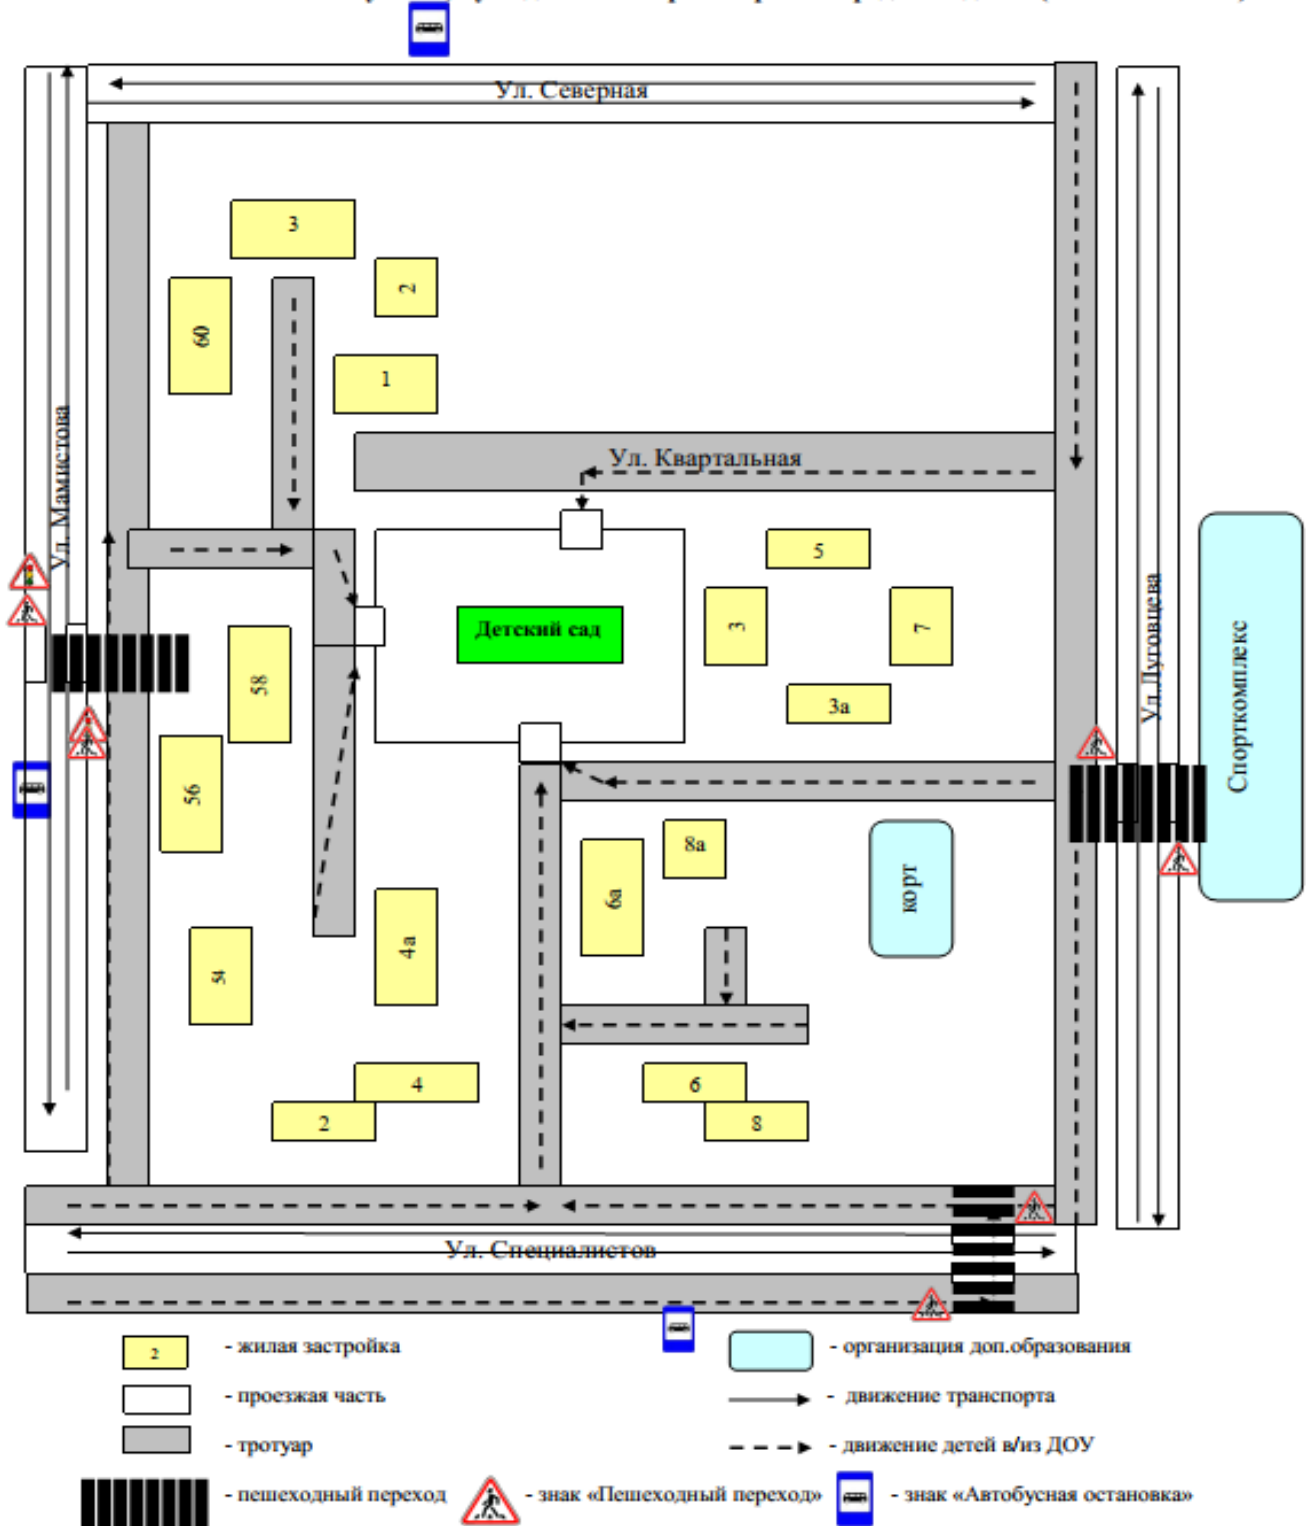 Ул. Северная
3
2
60
1
Ул. Мамистова
Ул. Квартальная
5
Детский сад
3
7
58
3а
Ул.Луговцева
Спорткомплекс
56
8а
6а
корт
4а
54
4
6
2
8
Ул. Специалистов
2 - жилая застройка
- организация доп.образования
- проезжая часть
- движение транспорта
- тротуар
- движение детей в/из ДОУ
- пешеходный переход
- знак «Пешеходный переход»
- знак «Автобусная остановка»